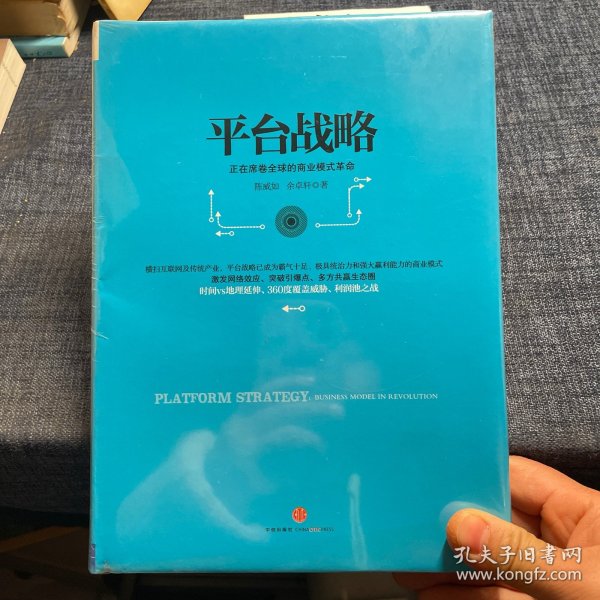 平台战略
正在席卷全球的商业模式革命
陈威如 余卓轩◎著
横扫互联网及传统产业，平台战略已成为霸气十足、极具统治力和强大赢利能力的商业模式
激发网络效应、突破引爆点、多方共赢生态圈
时间vs地理延伸、360度覆盖威胁、利润池之战
PLATFORM STRATEGY: BUSINESS MODEL IN REVOLUTION
中信出版社·CHINA CITIC PRESS
孔夫子旧书网
www.kongfz.com